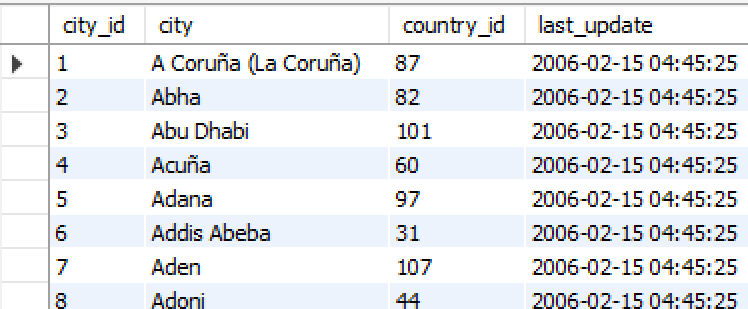 city_id city country_id last_update
1 A Coruña (La Coruña) 87 2006-02-15 04:45:25
2 Abha 82 2006-02-15 04:45:25
3 Abu Dhabi 101 2006-02-15 04:45:25
4 Acuña 60 2006-02-15 04:45:25
5 Adana 97 2006-02-15 04:45:25
6 Addis Abeba 31 2006-02-15 04:45:25
7 Aden 107 2006-02-15 04:45:25
8 Adoni 44 2006-02-15 04:45:25